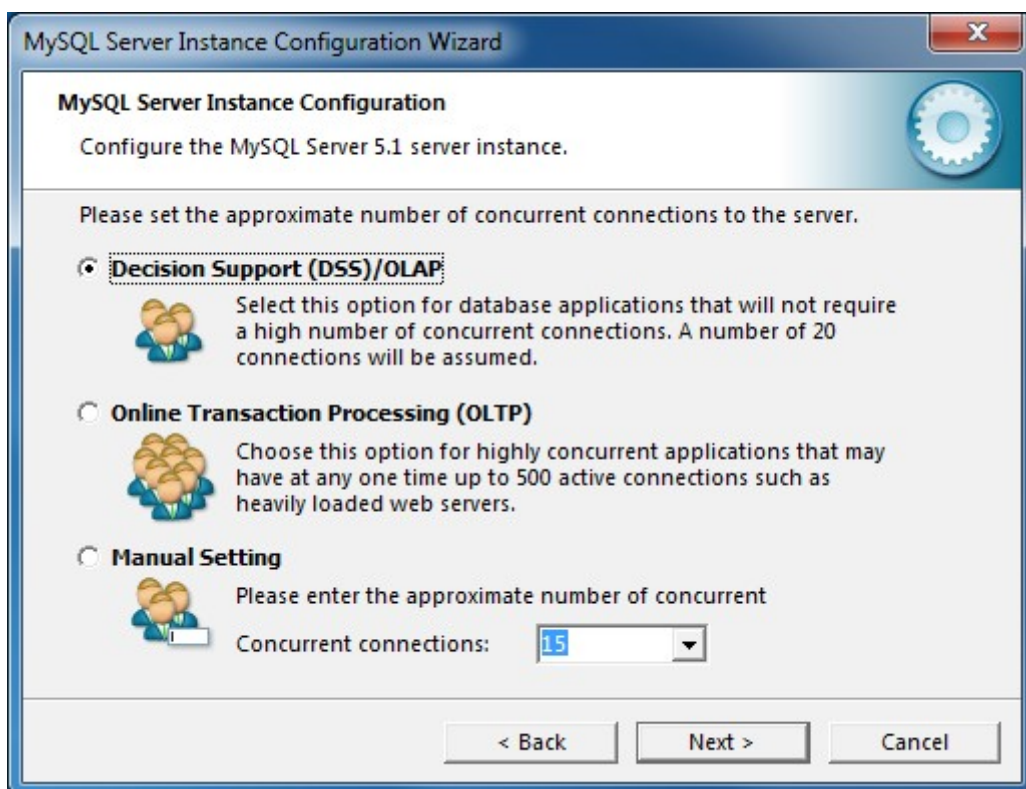 MySQL Server Instance Configuration Wizard
MySQL Server Instance Configuration
Configure the MySQL Server 5.1 server instance.
Please set the approximate number of concurrent connections to the server.
Decision Support (DSS)/OLAP
Select this option for database applications that will not require
a high number of concurrent connections. A number of 20
connections will be assumed.
Online Transaction Processing (OLTP)
Choose this option for highly concurrent applications that may
have at any one time up to 500 active connections such as
heavily loaded web servers.
Manual Setting
Please enter the approximate number of concurrent
Concurrent connections: 15
< Back Next > Cancel